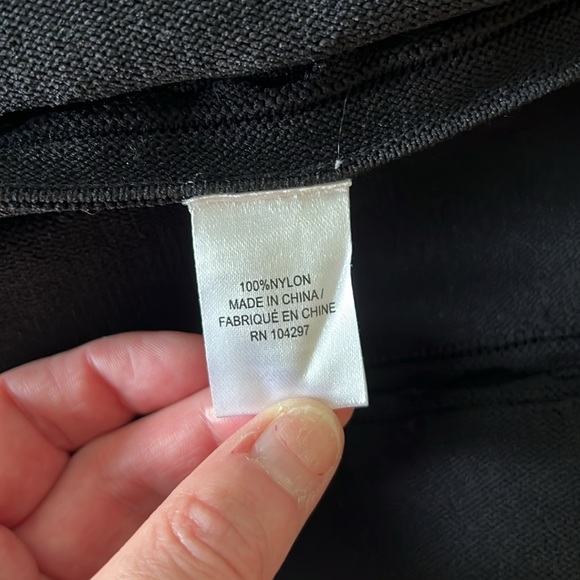 100%NYLON
MADE IN CHINA/
FABRIQUÉ EN CHINE
RN 104297